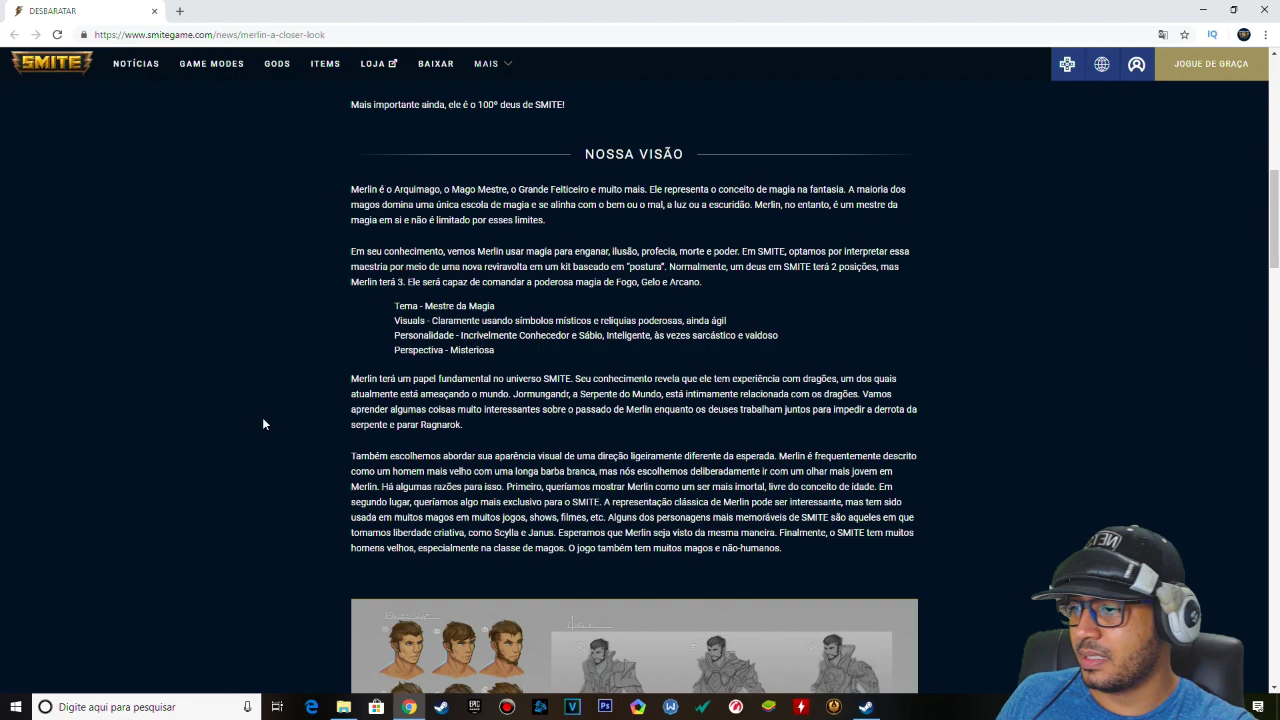 DESBARATAR
https://www.smitegame.com/news/merlin-a-closer-look
IQ
SMITE
NOTÍCIAS
GAME MODES
GODS
ITEMS
LOJA
BAIXAR
MAIS
JOGUE DE GRAÇA
Mais importante ainda, ele é o 100º deus de SMITE!
NOSSA VISÃO
Merlin é o Arquimago, o Mago Mestre, o Grande Feiticeiro e muito mais. Ele representa o conceito de magia na fantasia. A maioria dos
magos domina uma única escola de magia e se alinha com o bem ou o mal, a luz ou a escuridão. Merlin, no entanto, é um mestre da
magia em si e não é limitado por esses limites.
Em seu conhecimento, vemos Merlin usar magia para enganar, ilusão, profecia, morte e poder. Em SMITE, optamos por interpretar essa
maestria por meio de uma nova reviravolta em um kit baseado em “postura”. Normalmente, um deus em SMITE terá 2 posições, mas
Merlin terá 3. Ele será capaz de comandar a poderosa magia de Fogo, Gelo e Arcano.
Tema - Mestre da Magia
Visuals - Claramente usando símbolos místicos e relíquias poderosas, ainda ágil
Personalidade - Incrivelmente Conhecedor e Sábio, Inteligente, às vezes sarcástico e vaidoso
Perspectiva - Misteriosa
Merlin terá um papel fundamental no universo SMITE. Seu conhecimento revela que ele tem experiência com dragões, um dos quais
atualmente está ameaçando o mundo. Jormungandr, a Serpente do Mundo, está intimamente relacionada com os dragões. Vamos
aprender algumas coisas muito interessantes sobre o passado de Merlin enquanto os deuses trabalham juntos para impedir a derrota da
serpente e parar Ragnarok.
Também escolhemos abordar sua aparência visual de uma direção ligeiramente diferente da esperada. Merlin é frequentemente descrito
como um homem mais velho com uma longa barba branca, mas nós escolhemos deliberadamente ir com um olhar mais jovem em
Merlin. Há algumas razões para isso. Primeiro, queríamos mostrar Merlin como um ser mais imortal, livre do conceito de idade. Em
segundo lugar, queríamos algo mais exclusivo para o SMITE. A representação clássica de Merlin pode ser interessante, mas tem sido
usada em muitos magos em muitos jogos, shows, filmes, etc. Alguns dos personagens mais memoráveis de SMITE são aqueles em que
tomamos liberdade criativa, como Scylla e Janus. Esperamos que Merlin seja visto da mesma maneira. Finalmente, o SMITE tem muitos
homens velhos, especialmente na classe de magos. O jogo também tem muitos magos e não-humanos.
Digite aqui para pesquisar
EPIC
Ps